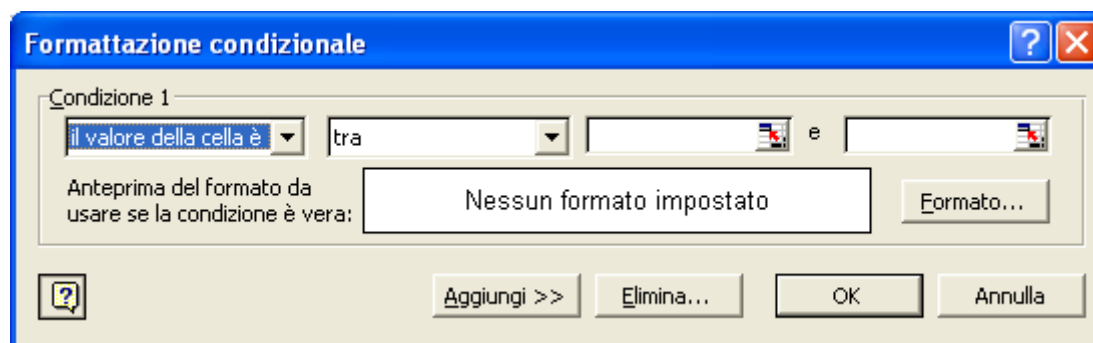 Formattazione condizionale
Condizione 1
il valore della cella è tra e
Anteprima del formato da
usare se la condizione è vera:
Nessun formato impostato
Formato...
Aggiungi >> Elimina... OK Annulla